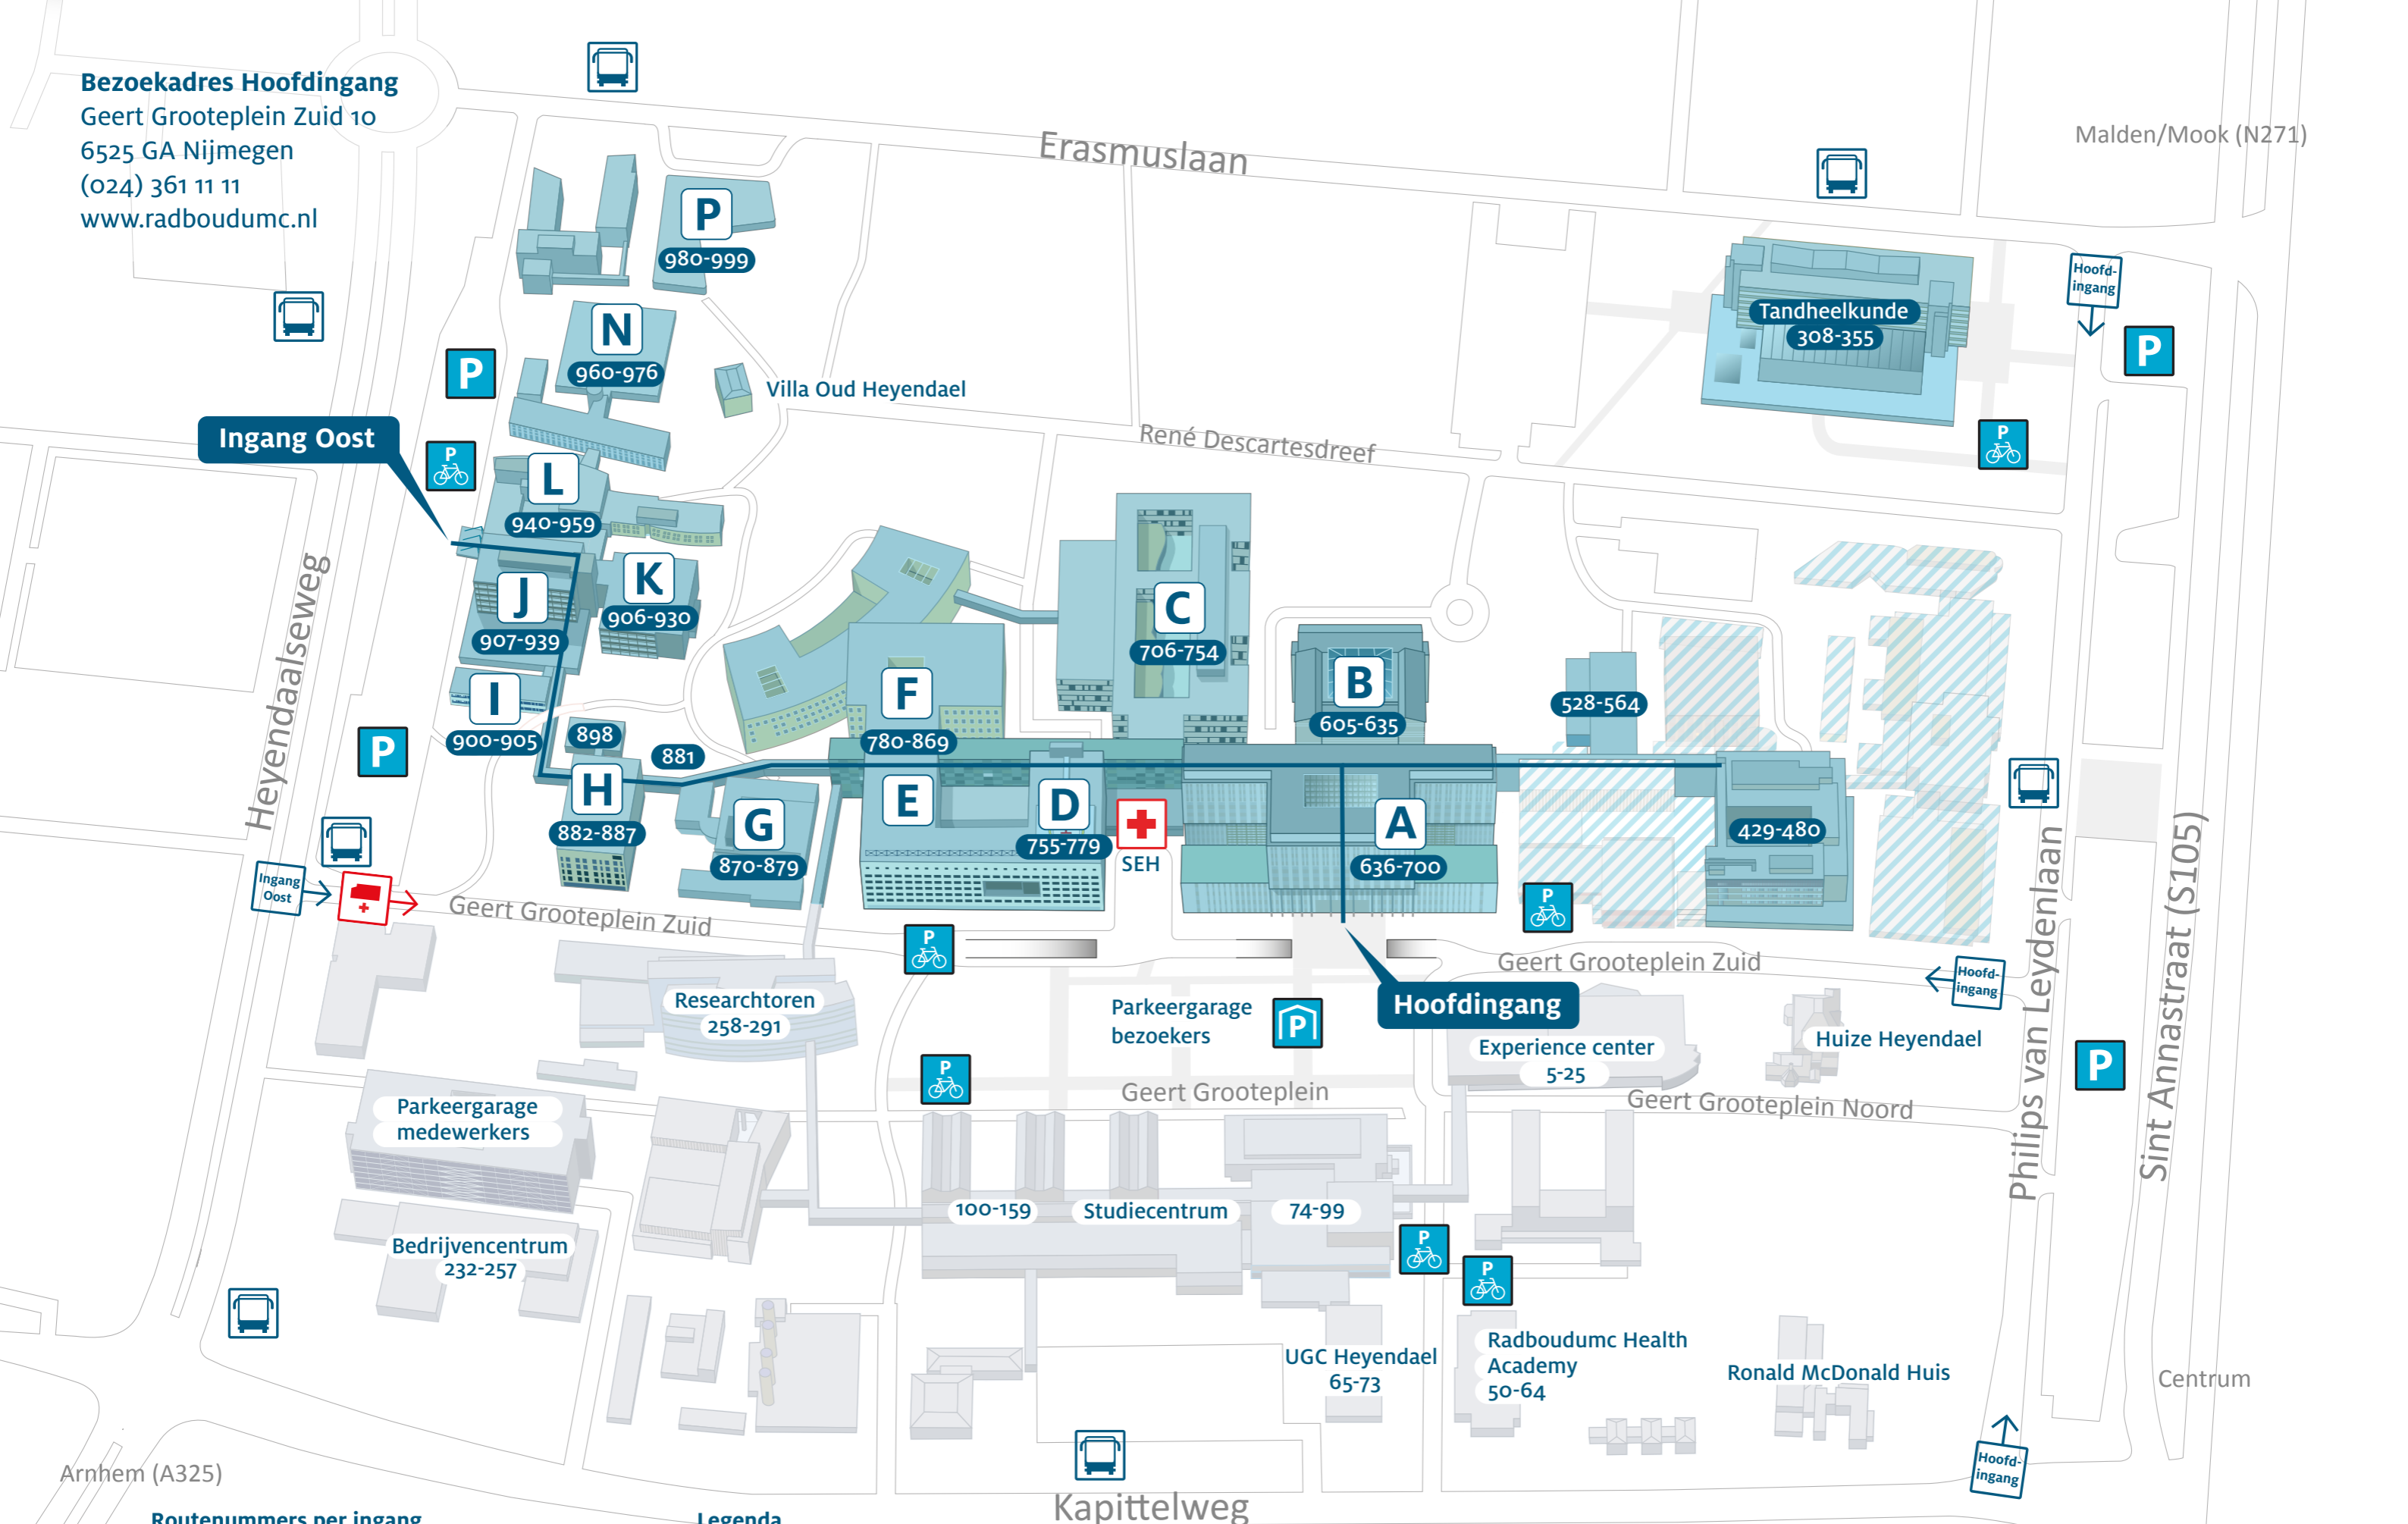 Bezoekadres Hoofdingang
Geert Grooteplein Zuid 10
6525 GA Nijmegen
(024) 361 11 11
www.radboudumc.nl
Erasmuslaan
Malden/Mook (N271)
P
980-999
N
960-976
P
Villa Oud Heyendael
Tandheelkunde
308-355
Hoofd-
ingang
P
P
Ingang Oost
P
René Descartesdreef
L
940-959
J
907-939
K
906-930
I
900-905
898
881
H
882-887
G
870-879
F
780-869
E
D
755-779
SEH
C
706-754
B
605-635
A
636-700
528-564
429-480
P
Heyendaalseweg
P
Ingang
Oost
Geert Grooteplein Zuid
P
Geert Grooteplein Zuid
Hoofd-
ingang
Hoofdingang
Researchtoren
258-291
Parkeergarage
bezoekers
P
Experience center
5-25
Huize Heyendael
Philips van Leydenlaan
Sint Annastraat (S105)
P
P
Geert Grooteplein
Geert Grooteplein Noord
Parkeergarage
medewerkers
100-159
Studiecentrum
74-99
Bedrijvencentrum
232-257
P
P
UGC Heyendael
65-73
Radboudumc Health
Academy
50-64
Ronald McDonald Huis
Centrum
Hoofd-
ingang
Arnhem (A325)
Kapittelweg
Routenummers per ingang
Legenda